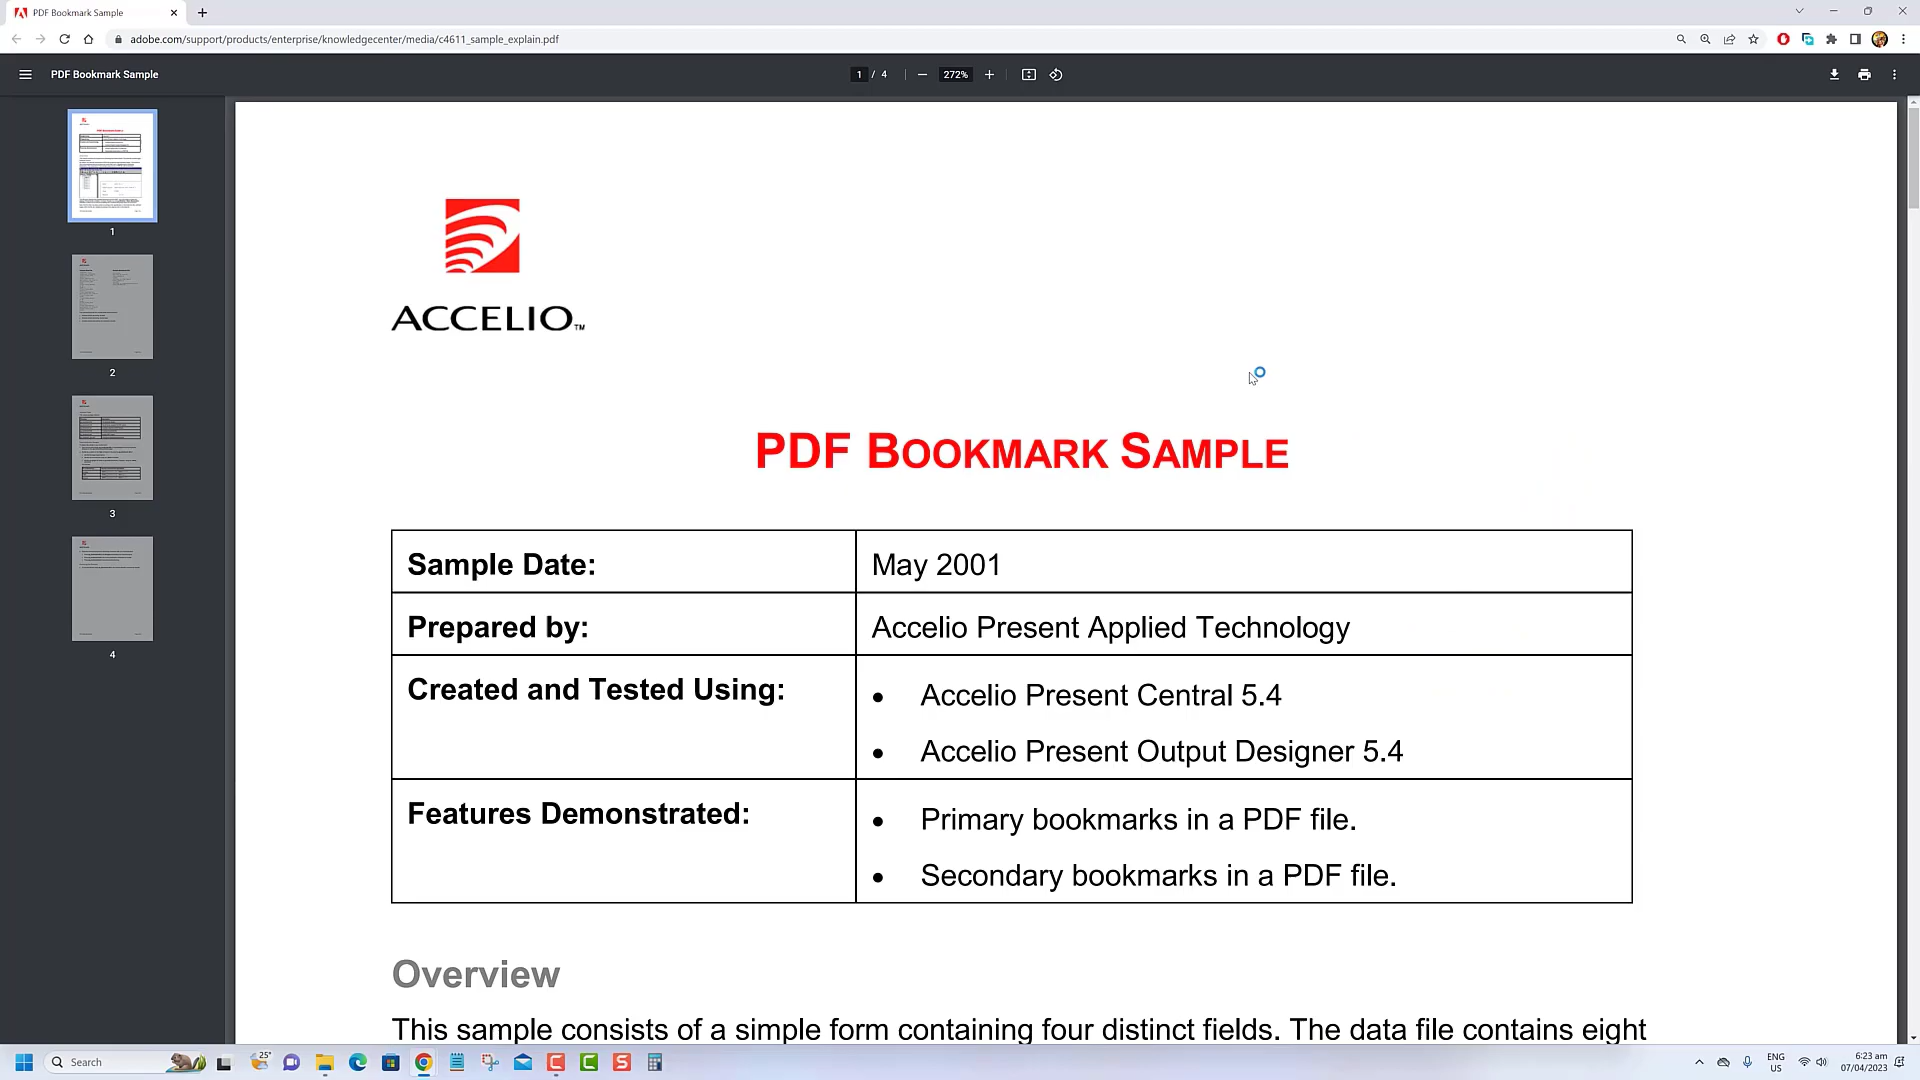 PDF Bookmark Sample
adobe.com/support/products/enterprise/knowledgecenter/media/c4611_sample_explain.pdf
PDF Bookmark Sample
1 / 4
272%
1
2
3
4
ACCELIO™
PDF BOOKMARK SAMPLE
Sample Date: May 2001
Prepared by: Accelio Present Applied Technology
Created and Tested Using: • Accelio Present Central 5.4
• Accelio Present Output Designer 5.4
Features Demonstrated: • Primary bookmarks in a PDF file.
• Secondary bookmarks in a PDF file.
Overview
This sample consists of a simple form containing four distinct fields. The data file contains eight
Search
25°
ENG
US
6:23 am
07/04/2023